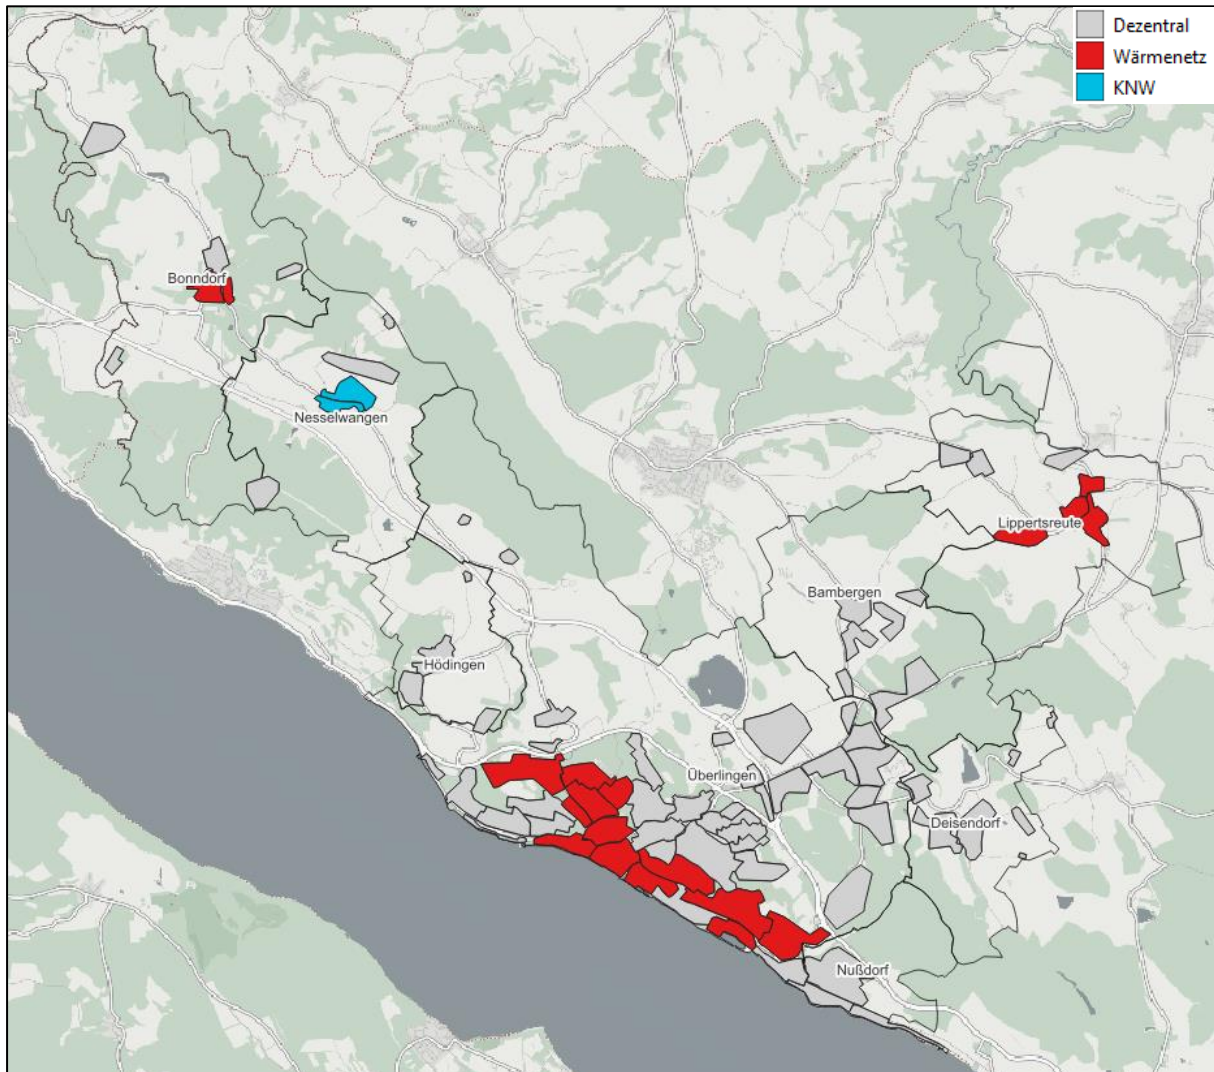 Dezentral
Wärmenetz
KNW
Bonndorf
Nesselwangen
Lippertsreute
Bambergen
Hödingen
Überlingen
Deisendorf
Nußdorf